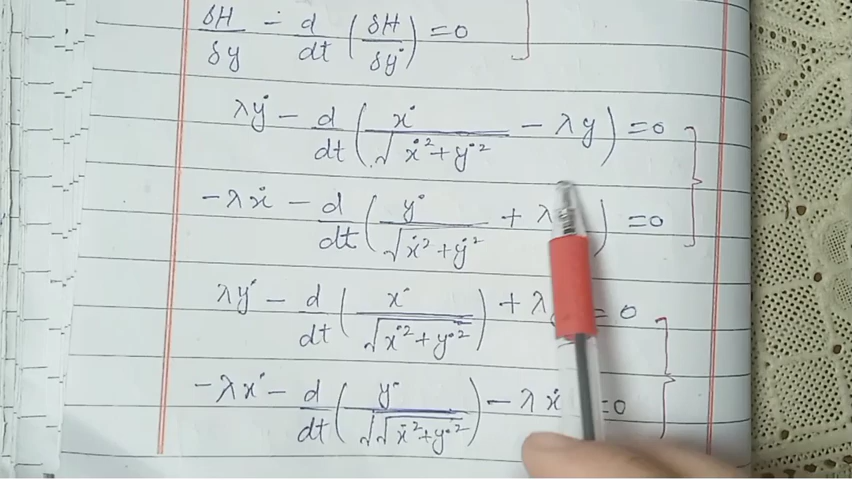 δH/δy - d/dt (δH/δẏ) = 0
λẏ - d/dt (ẋ/√(ẋ² + ẏ²) - λy) = 0
-λẋ - d/dt (ẏ/√(ẋ² + ẏ²) + λ ) = 0
λẏ - d/dt (ẋ/√(ẋ² + ẏ²)) + λ = 0
-λẋ - d/dt (ẏ/√√(ẋ² + ẏ²)) - λẋ = 0